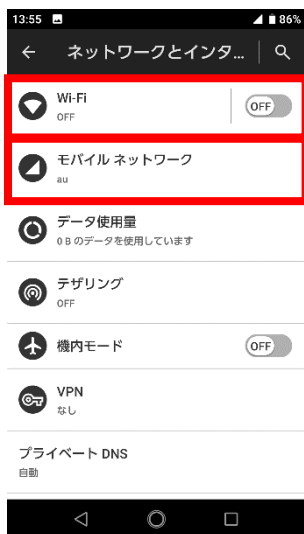 13:55 86%
ネットワークとインタ...
Wi-Fi
OFF
OFF
モバイル ネットワーク
au
データ使用量
0 B のデータを使用しています
テザリング
OFF
機内モード
OFF
VPN
なし
プライベート DNS
自動